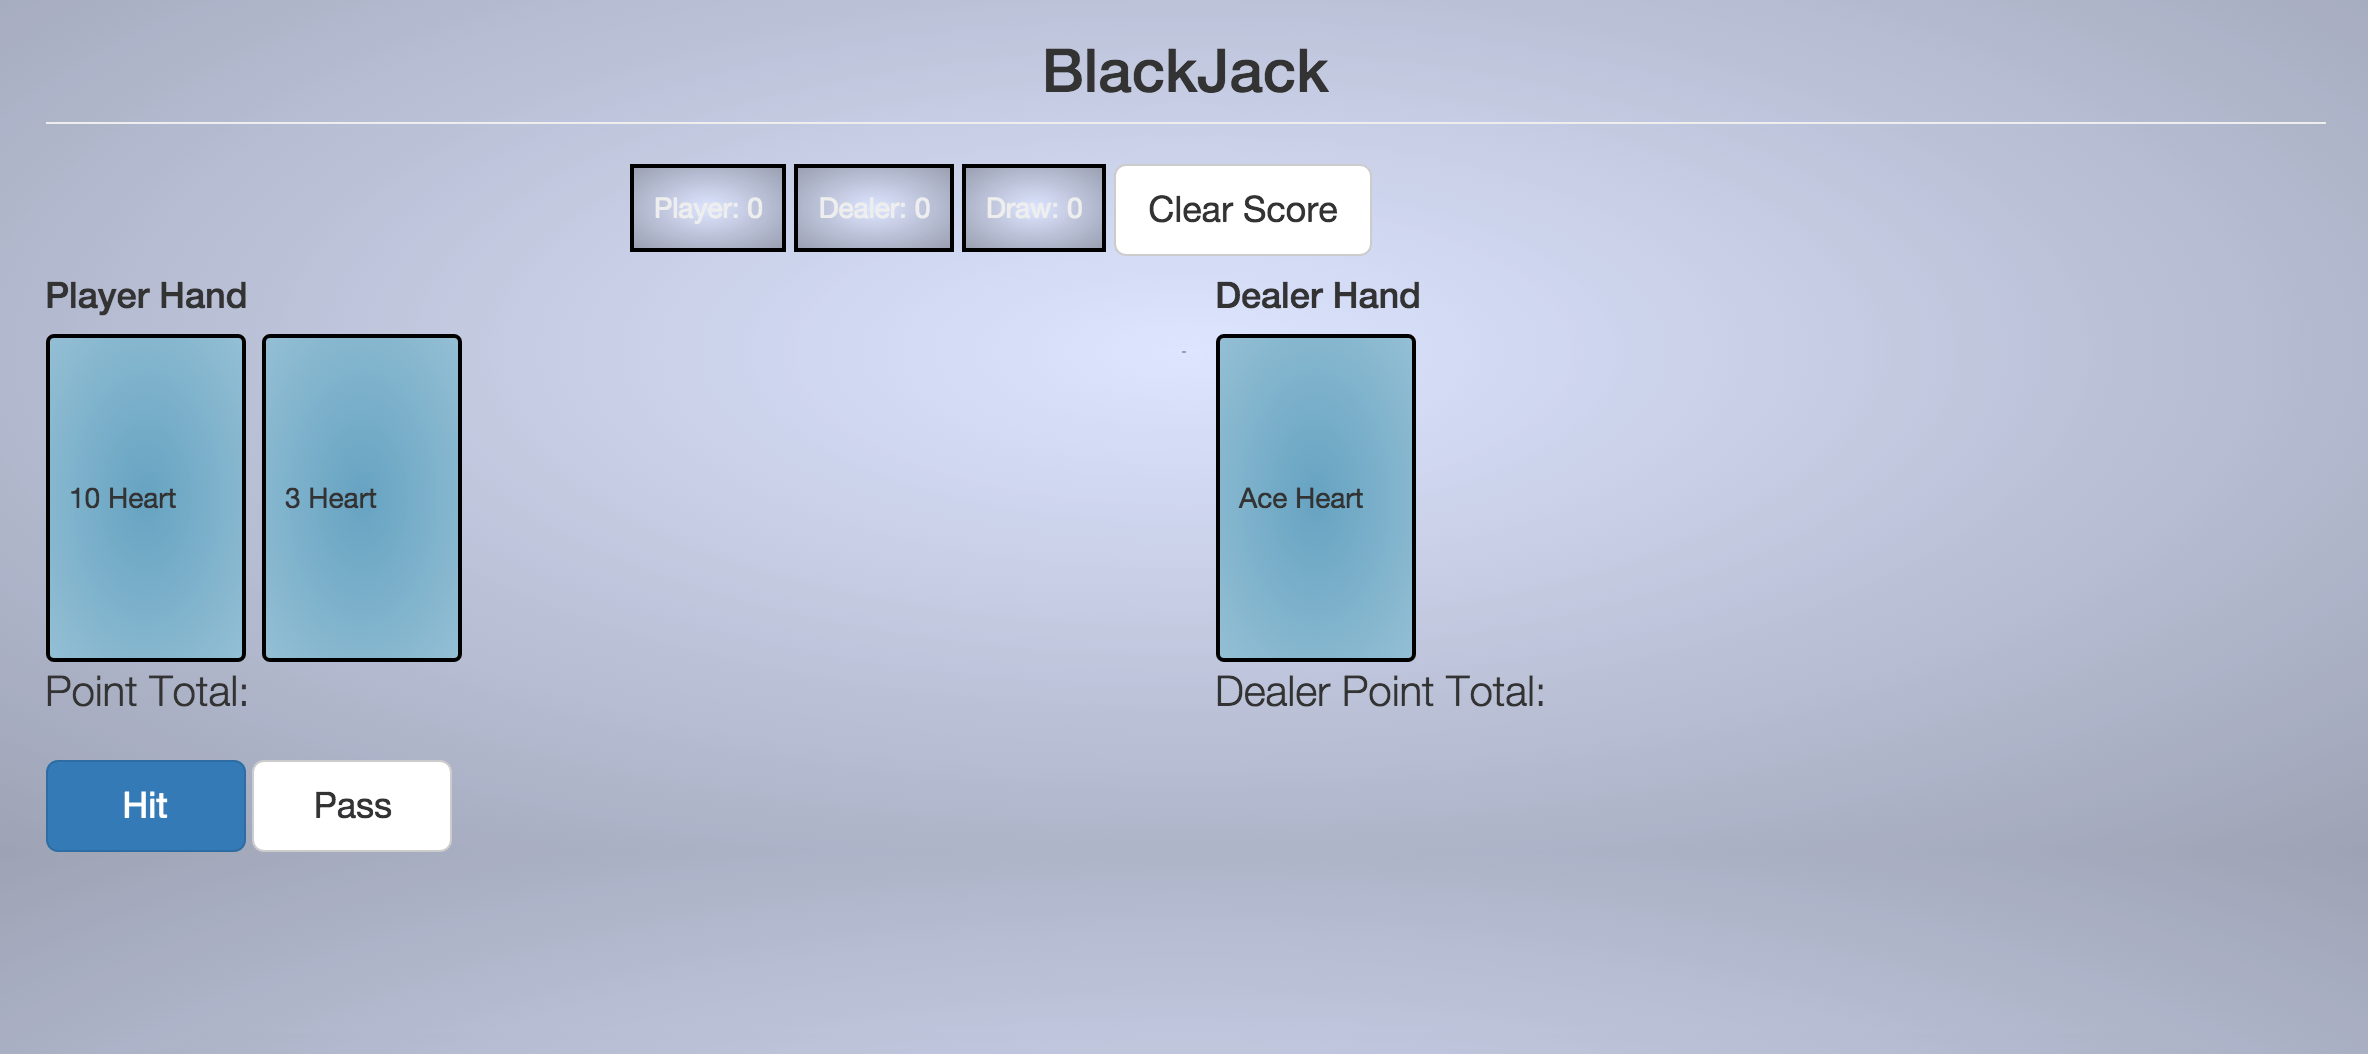 BlackJack
Player: 0
Dealer: 0
Draw: 0
Clear Score
Player Hand
10 Heart
3 Heart
Point Total:
Hit
Pass
Dealer Hand
Ace Heart
Dealer Point Total: